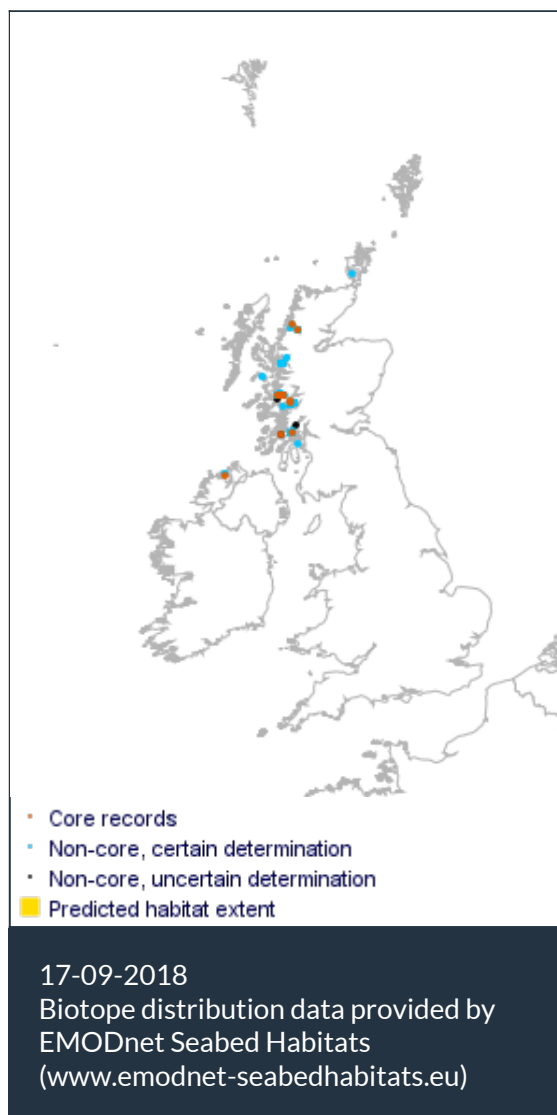 Core records
Non-core, certain determination
Non-core, uncertain determination
Predicted habitat extent
17-09-2018
Biotope distribution data provided by
EMODnet Seabed Habitats
(www.emodnet-seabedhabitats.eu)